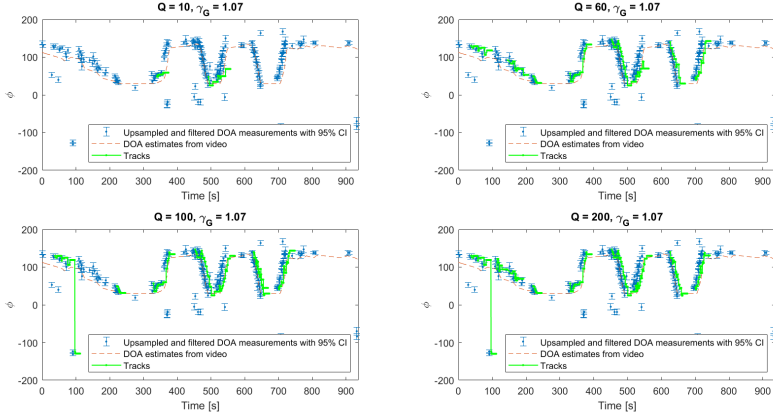 Q = 10, γG = 1.07
200
100
0
-100
-200
ϕ
Upsampled and filtered DOA measurements with 95% CI
DOA estimates from video
Tracks
0 100 200 300 400 500 600 700 800 900
Time [s]
Q = 60, γG = 1.07
200
100
0
-100
-200
ϕ
Upsampled and filtered DOA measurements with 95% CI
DOA estimates from video
Tracks
0 100 200 300 400 500 600 700 800 900
Time [s]
Q = 100, γG = 1.07
200
100
0
-100
-200
ϕ
Upsampled and filtered DOA measurements with 95% CI
DOA estimates from video
Tracks
0 100 200 300 400 500 600 700 800 900
Time [s]
Q = 200, γG = 1.07
200
100
0
-100
-200
ϕ
Upsampled and filtered DOA measurements with 95% CI
DOA estimates from video
Tracks
0 100 200 300 400 500 600 700 800 900
Time [s]